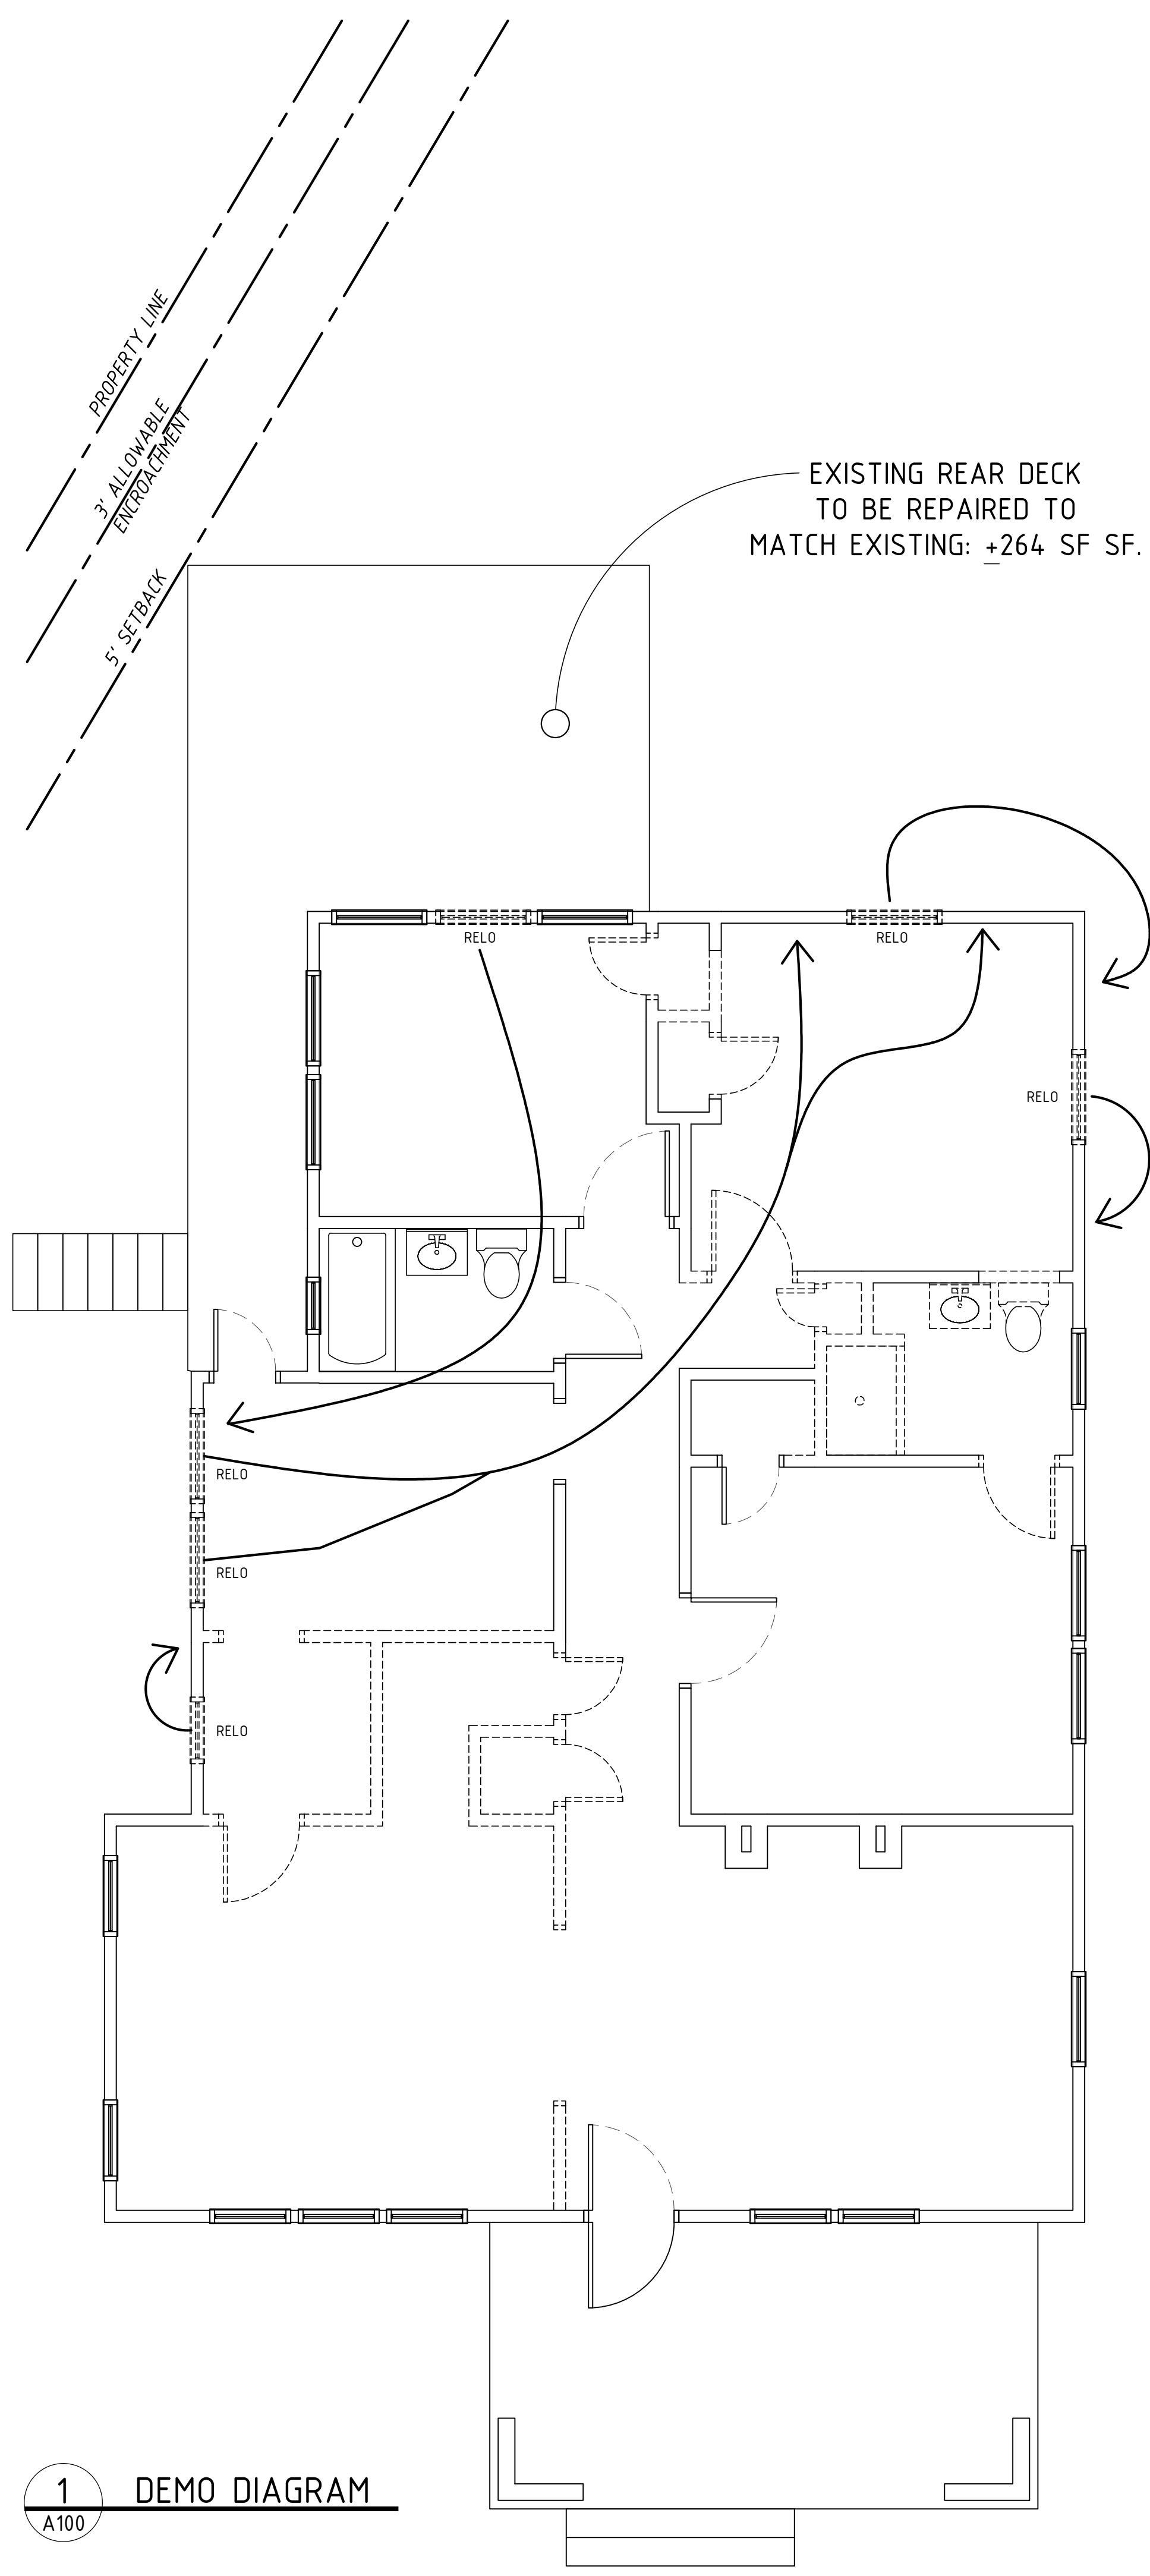 PROPERTY LINE
3' ALLOWABLE
ENCROACHMENT
5' SETBACK
EXISTING REAR DECK
TO BE REPAIRED TO
MATCH EXISTING: +264 SF SF.
RELO
RELO
RELO
RELO
RELO
RELO
1
A100
DEMO DIAGRAM